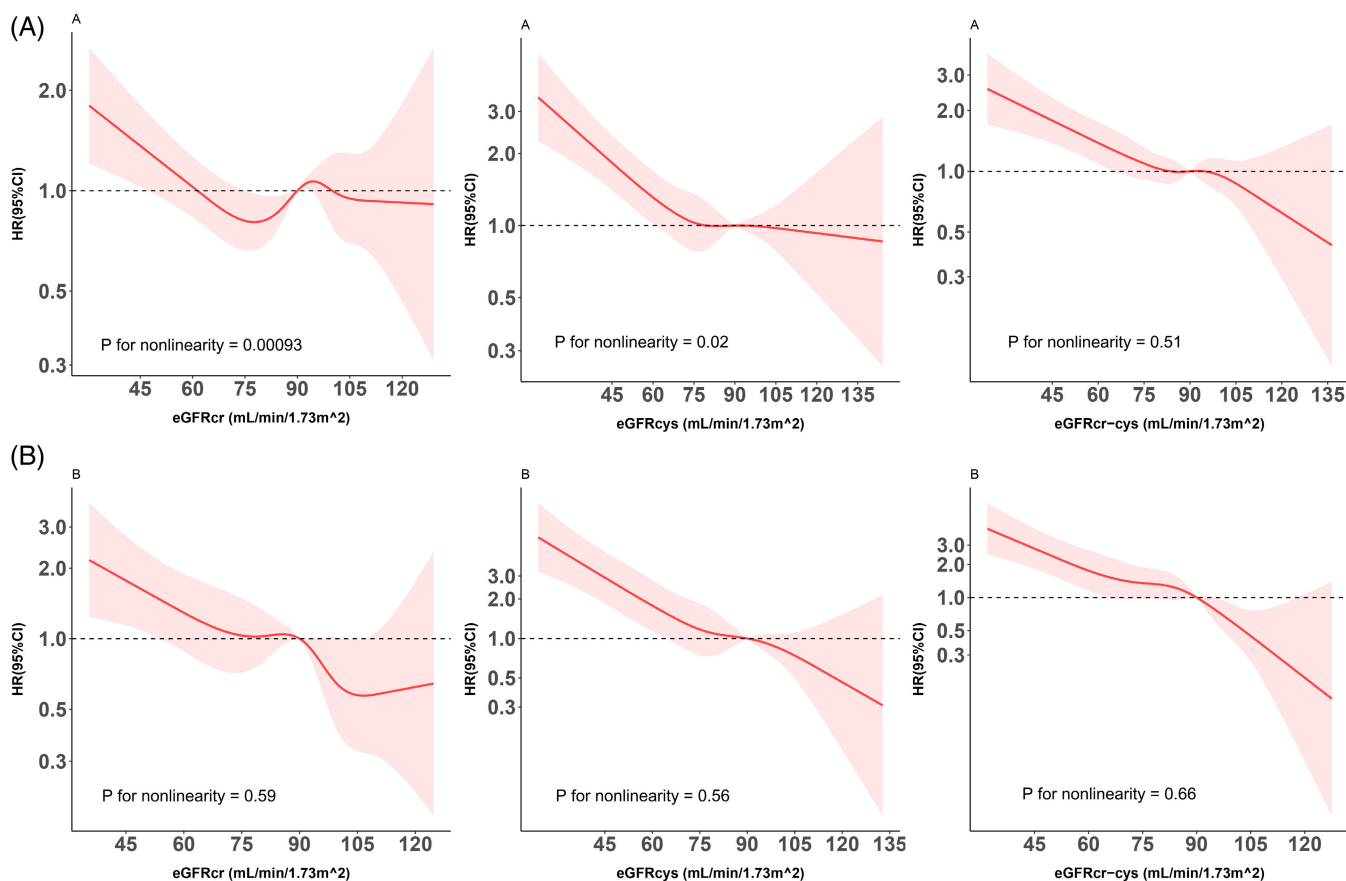 (A)
A
HR(95%CI)
2.0
1.0
0.5
0.3
P for nonlinearity = 0.00093
45 60 75 90 105 120
eGFRcr (mL/min/1.73m^2)
A
HR(95%CI)
3.0
2.0
1.0
0.5
0.3
P for nonlinearity = 0.02
45 60 75 90 105 120 135
eGFRcys (mL/min/1.73m^2)
A
HR(95%CI)
3.0
2.0
1.0
0.5
0.3
P for nonlinearity = 0.51
45 60 75 90 105 120 135
eGFRcr−cys (mL/min/1.73m^2)
(B)
B
HR(95%CI)
3.0
2.0
1.0
0.5
0.3
P for nonlinearity = 0.59
45 60 75 90 105 120
eGFRcr (mL/min/1.73m^2)
HR(95%CI)
3.0
2.0
1.0
0.5
0.3
P for nonlinearity = 0.56
45 60 75 90 105 120 135
eGFRcys (mL/min/1.73m^2)
HR(95%CI)
3.0
2.0
1.0
0.5
0.3
P for nonlinearity = 0.66
45 60 75 90 105 120
eGFRcr−cys (mL/min/1.73m^2)